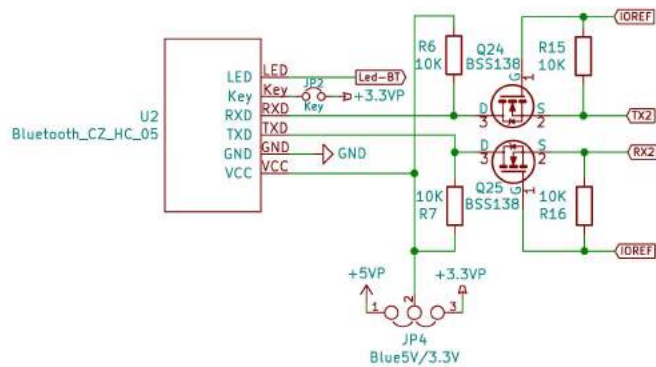 IOREF
R6
10K
Q24
BSS138
R15
10K
G
1
LED
LED
Led-BT
Key
Key
JP2
Key
+3.3VP
U2
Bluetooth_CZ_HC_05
RXD
RXD
D
3
S
2
TX2
TXD
TXD
GND
GND
GND
VCC
VCC
D
3
S
2
RX2
Q25
BSS138
G
1
10K
R7
10K
R16
IOREF
+5VP
+3.3VP
1
2
3
JP4
Blue5V/3.3V